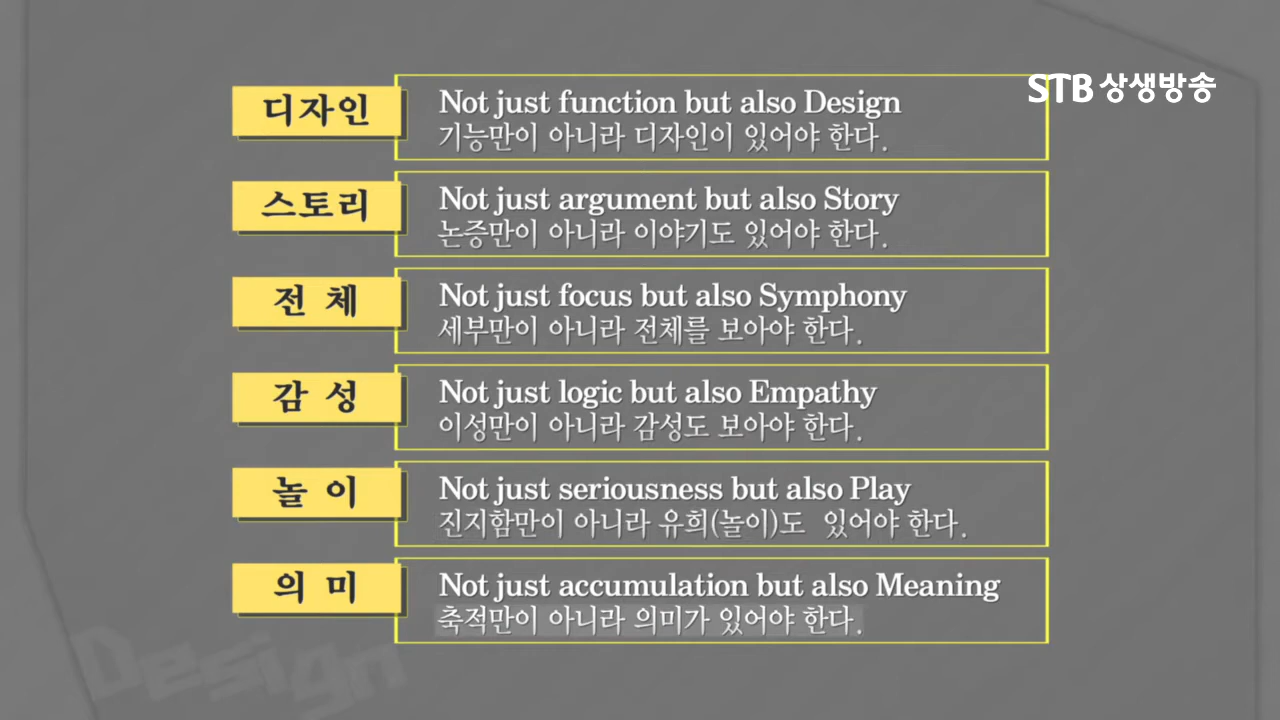 STB 상생방송
디자인
Not just function but also Design
기능만이 아니라 디자인이 있어야 한다.
스토리
Not just argument but also Story
논증만이 아니라 이야기도 있어야 한다.
전 체
Not just focus but also Symphony
세부만이 아니라 전체를 보아야 한다.
감 성
Not just logic but also Empathy
이성만이 아니라 감성도 보아야 한다.
놀 이
Not just seriousness but also Play
진지함만이 아니라 유희(놀이)도 있어야 한다.
의 미
Not just accumulation but also Meaning
축적만이 아니라 의미가 있어야 한다.
Design